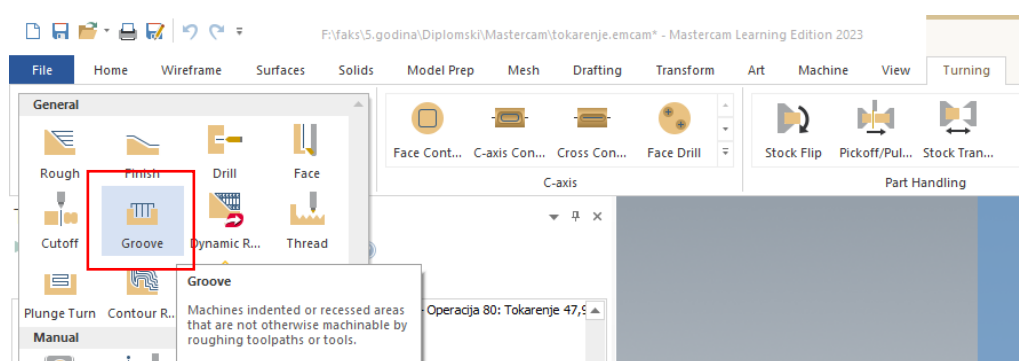 F:\faks\5.godina\Diplomski\Mastercam\tokarenje.emcam* - Mastercam Learning Edition 2023
File Home Wireframe Surfaces Solids Model Prep Mesh Drafting Transform Art Machine View Turning
General
Rough Finish Drill Face
Cutoff Groove Dynamic R... Thread
Plunge Turn Contour R...
Manual
Face Cont... C-axis Con... Cross Con... Face Drill
C-axis
Stock Flip Pickoff/Pul... Stock Tran...
Part Handling
Groove
Machines indented or recessed areas
that are not otherwise machinable by
roughing toolpaths or tools.
- Operacija 80: Tokarenje 47,9